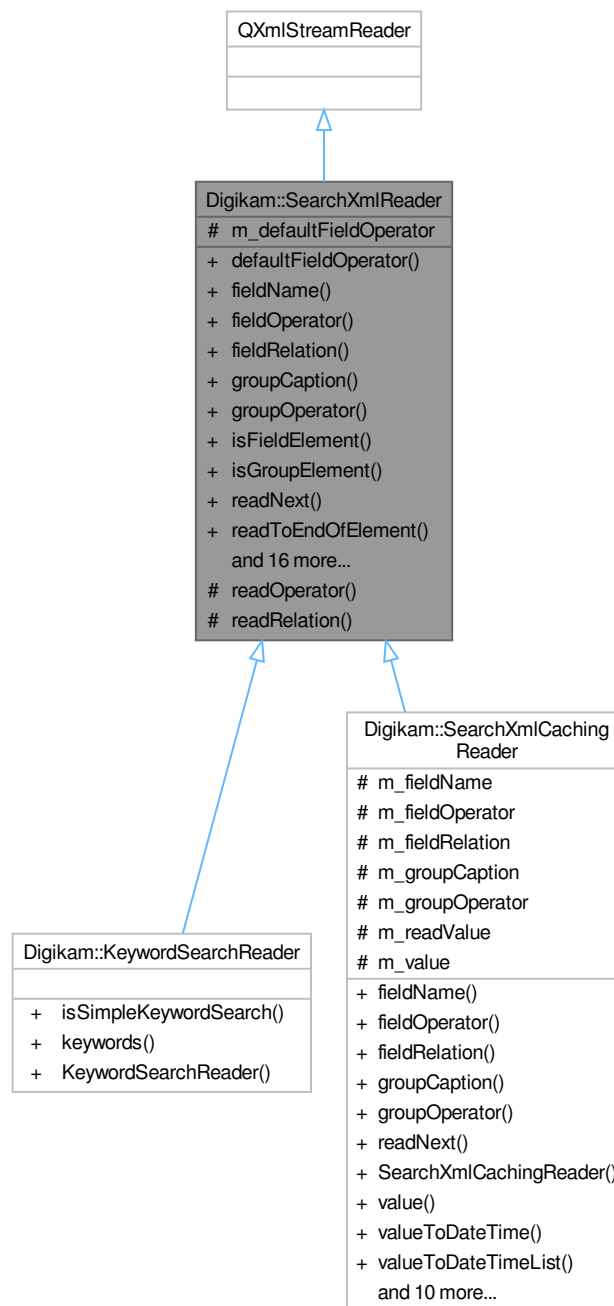 QXmlStreamReader
Digikam::SearchXmlReader
# m_defaultFieldOperator
+ defaultFieldOperator()
+ fieldName()
+ fieldOperator()
+ fieldRelation()
+ groupCaption()
+ groupOperator()
+ isFieldElement()
+ isGroupElement()
+ readNext()
+ readToEndOfElement()
and 16 more...
# readOperator()
# readRelation()
Digikam::KeywordSearchReader
+ isSimpleKeywordSearch()
+ keywords()
+ KeywordSearchReader()
Digikam::SearchXmlCaching
Reader
# m_fieldName
# m_fieldOperator
# m_fieldRelation
# m_groupCaption
# m_groupOperator
# m_readValue
# m_value
+ fieldName()
+ fieldOperator()
+ fieldRelation()
+ groupCaption()
+ groupOperator()
+ readNext()
+ SearchXmlCachingReader()
+ value()
+ valueToDateTime()
+ valueToDateTimeList()
and 10 more...